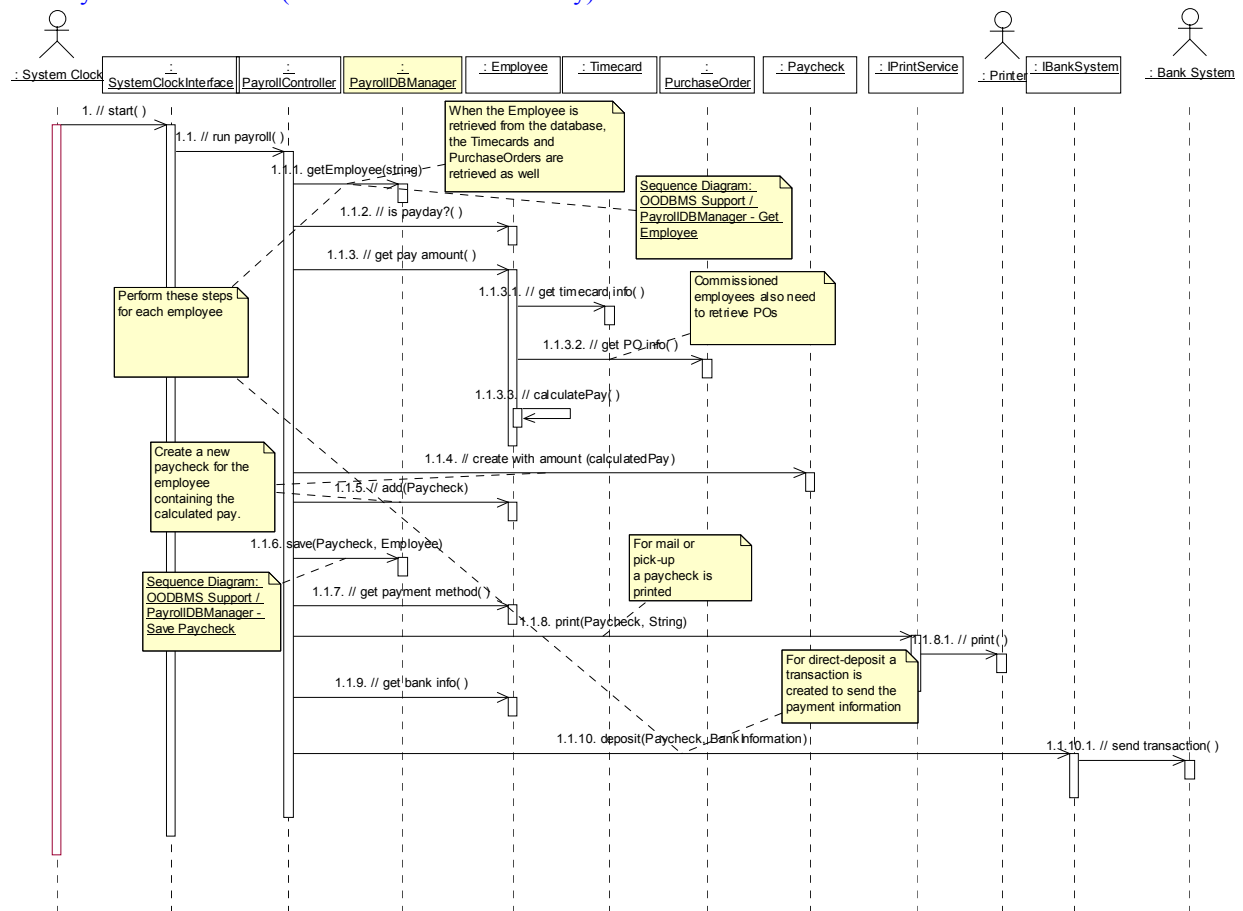 : System Clock
:
SystemClockInterface
:
PayrollController
:
PayrollDBManager
: Employee
: Timecard
:
PurchaseOrder
: Paycheck
: IPrintService
: Printer
: IBankSystem
: Bank System
1. // start( )
1.1. // run payroll( )
When the Employee is
retrieved from the database,
the Timecards and
PurchaseOrders are
retrieved as well
1.1.1. getEmployee(string)
Sequence Diagram:
OODBMS Support /
PayrollDBManager - Get
Employee
1.1.2. // is payday?( )
1.1.3. // get pay amount( )
Commissioned
employees also need
to retrieve POs
Perform these steps
for each employee
1.1.3.1. // get timecard info( )
1.1.3.2. // get PO info( )
1.1.3.3. // calculatePay( )
Create a new
paycheck for the
employee
containing the
calculated pay.
1.1.4. // create with amount (calculatedPay)
1.1.5. // add(Paycheck)
1.1.6. save(Paycheck, Employee)
For mail or
pick-up
a paycheck is
printed
Sequence Diagram:
OODBMS Support /
PayrollDBManager -
Save Paycheck
1.1.7. // get payment method( )
1.1.8. print(Paycheck, String)
1.1.8.1. // print( )
For direct-deposit a
transaction is
created to send the
payment information
1.1.9. // get bank info( )
1.1.10. deposit(Paycheck, BankInformation)
1.1.10.1. // send transaction( )